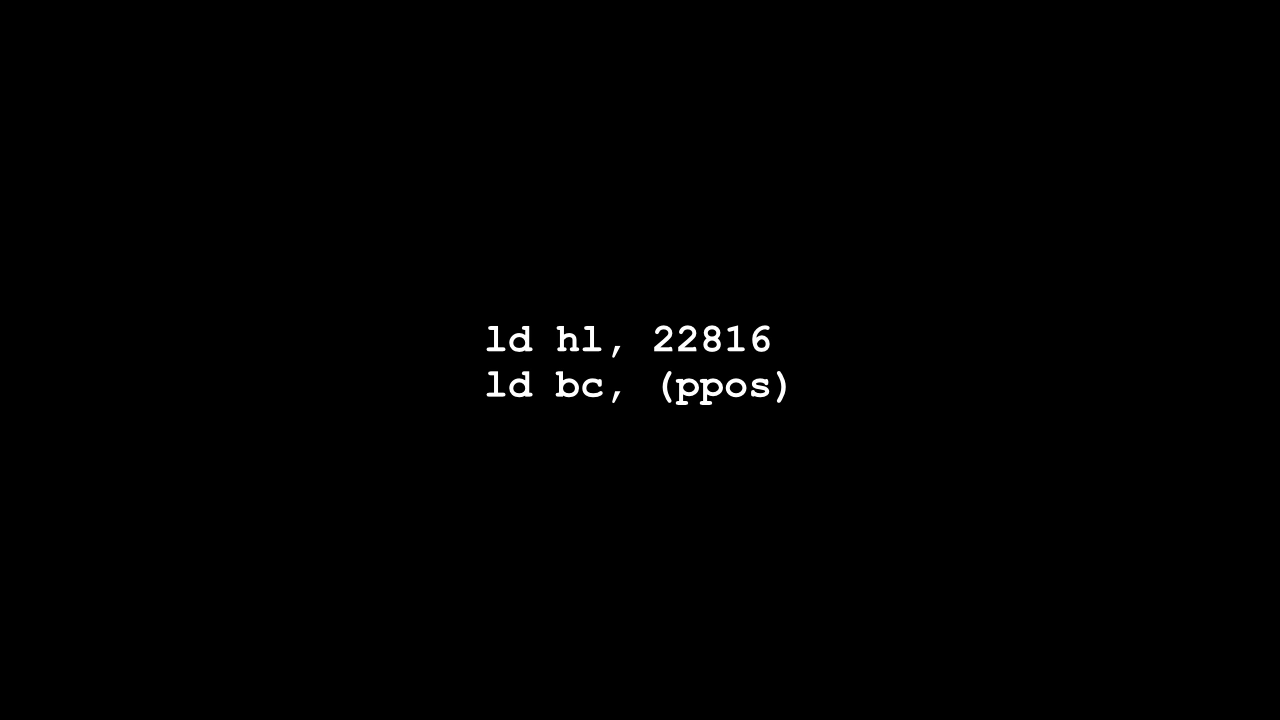 ld hl, 22816
ld bc, (ppos)